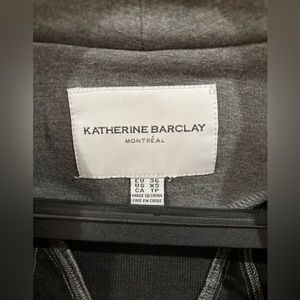 KATHERINE BARCLAY
MONTRÉAL
EU 36
US XS
CA TP
MADE IN CHINA
FAIT EN CHINE